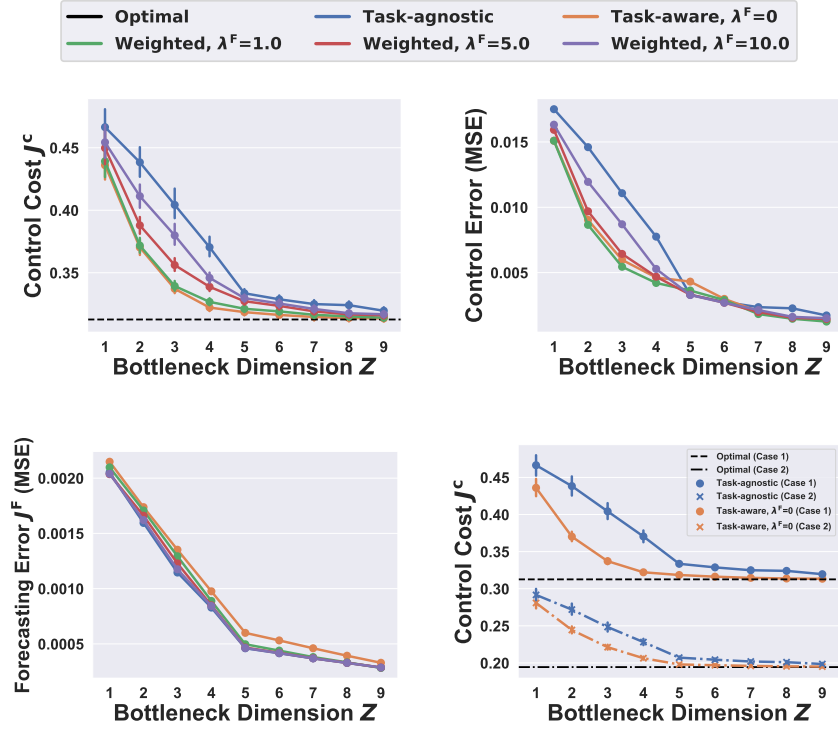 Optimal
Task-agnostic
Task-aware, λᶠ=0
Weighted, λᶠ=1.0
Weighted, λᶠ=5.0
Weighted, λᶠ=10.0
Control Cost Jᶜ
0.45
0.40
0.35
1 2 3 4 5 6 7 8 9
Bottleneck Dimension Z
Control Error (MSE)
0.015
0.010
0.005
1 2 3 4 5 6 7 8 9
Bottleneck Dimension Z
Forecasting Error Jᶠ (MSE)
0.0020
0.0015
0.0010
0.0005
1 2 3 4 5 6 7 8 9
Bottleneck Dimension Z
Control Cost Jᶜ
0.45
0.40
0.35
0.30
0.25
0.20
Optimal (Case 1)
Optimal (Case 2)
Task-agnostic (Case 1)
Task-agnostic (Case 2)
Task-aware, λᶠ=0 (Case 1)
Task-aware, λᶠ=0 (Case 2)
1 2 3 4 5 6 7 8 9
Bottleneck Dimension Z